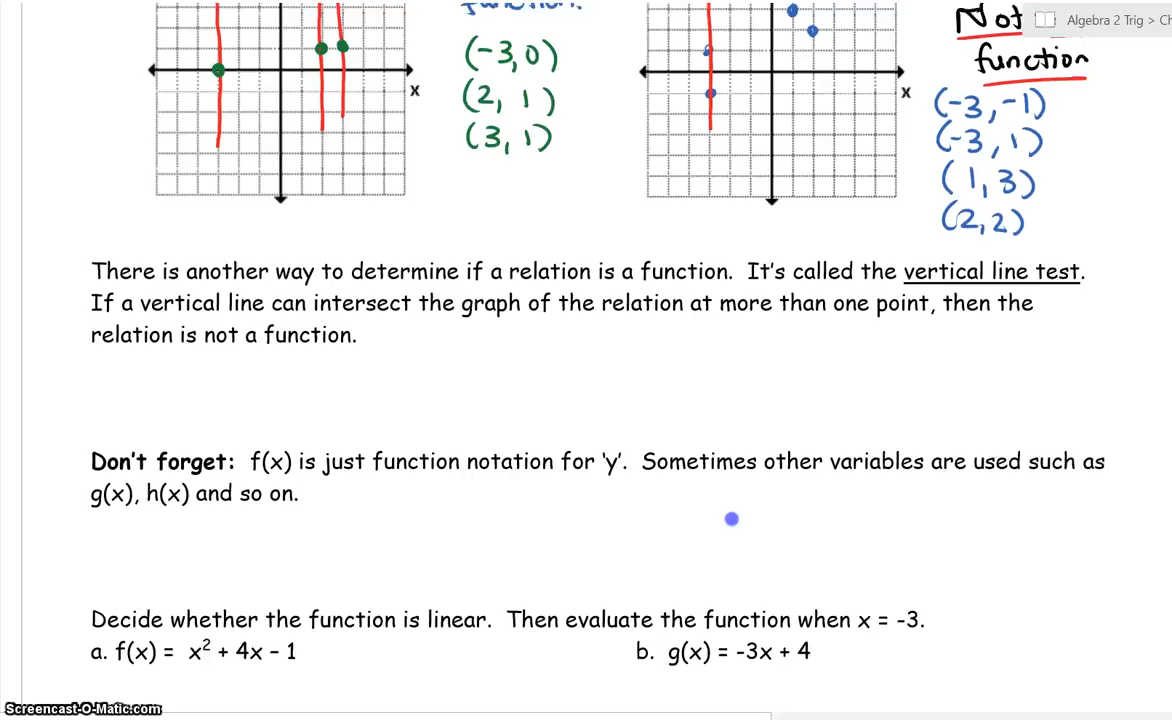 Not
Algebra 2 Trig > Ch
function.
function
(-3,0)
x
x
(2, 1)
(3, 1)
(-3,-1)
(-3, 1)
(1,3)
(2,2)
There is another way to determine if a relation is a function. It's called the vertical line test.
If a vertical line can intersect the graph of the relation at more than one point, then the
relation is not a function.
Don't forget: f(x) is just function notation for 'y'. Sometimes other variables are used such as
g(x), h(x) and so on.
Decide whether the function is linear. Then evaluate the function when x = -3.
a. f(x) = x² + 4x - 1
b. g(x) = -3x + 4
Screencast-O-Matic.com